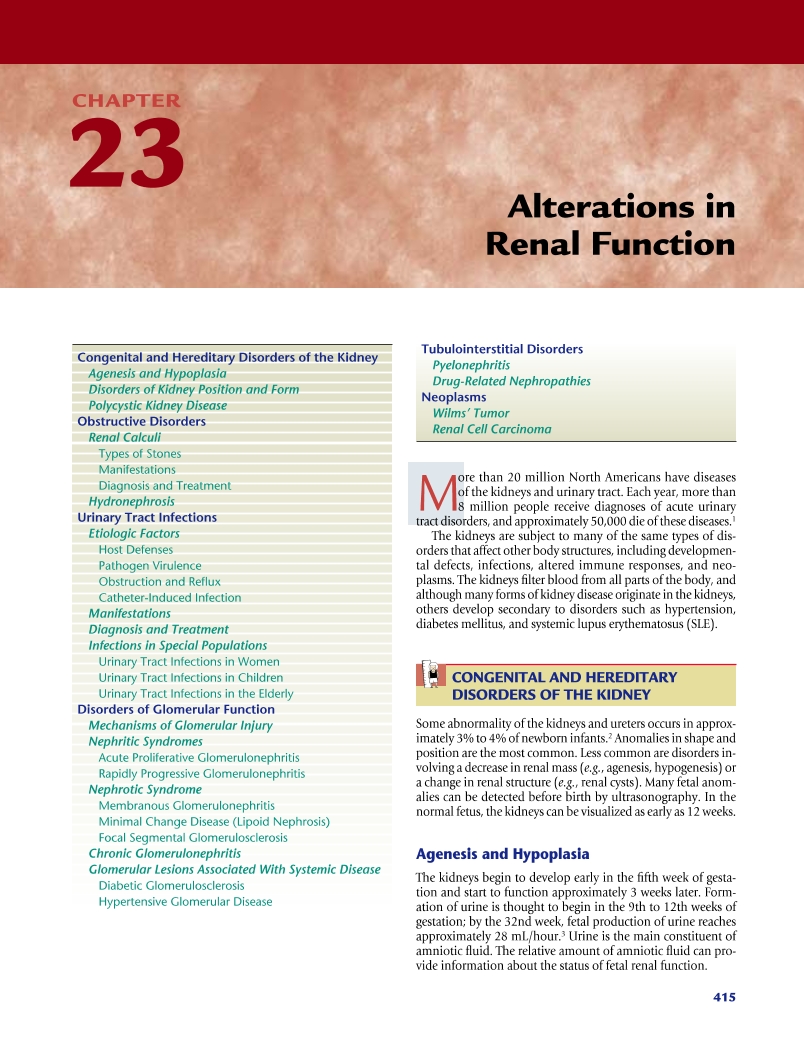 CHAPTER
23
Alterations in
Renal Function
Congenital and Hereditary Disorders of the Kidney
Agenesis and Hypoplasia
Disorders of Kidney Position and Form
Polycystic Kidney Disease
Obstructive Disorders
Renal Calculi
Types of Stones
Manifestations
Diagnosis and Treatment
Hydronephrosis
Urinary Tract Infections
Etiologic Factors
Host Defenses
Pathogen Virulence
Obstruction and Reflux
Catheter-Induced Infection
Manifestations
Diagnosis and Treatment
Infections in Special Populations
Urinary Tract Infections in Women
Urinary Tract Infections in Children
Urinary Tract Infections in the Elderly
Disorders of Glomerular Function
Mechanisms of Glomerular Injury
Nephritic Syndromes
Acute Proliferative Glomerulonephritis
Rapidly Progressive Glomerulonephritis
Nephrotic Syndrome
Membranous Glomerulonephritis
Minimal Change Disease (Lipoid Nephrosis)
Focal Segmental Glomerulosclerosis
Chronic Glomerulonephritis
Glomerular Lesions Associated With Systemic Disease
Diabetic Glomerulosclerosis
Hypertensive Glomerular Disease
Tubulointerstitial Disorders
Pyelonephritis
Drug-Related Nephropathies
Neoplasms
Wilms’ Tumor
Renal Cell Carcinoma
More than 20 million North Americans have diseases
of the kidneys and urinary tract. Each year, more than
8 million people receive diagnoses of acute urinary
tract disorders, and approximately 50,000 die of these diseases.1
The kidneys are subject to many of the same types of dis-
orders that affect other body structures, including developmen-
tal defects, infections, altered immune responses, and neo-
plasms. The kidneys filter blood from all parts of the body, and
although many forms of kidney disease originate in the kidneys,
others develop secondary to disorders such as hypertension,
diabetes mellitus, and systemic lupus erythematosus (SLE).
CONGENITAL AND HEREDITARY
DISORDERS OF THE KIDNEY
Some abnormality of the kidneys and ureters occurs in approx-
imately 3% to 4% of newborn infants.2 Anomalies in shape and
position are the most common. Less common are disorders in-
volving a decrease in renal mass (e.g., agenesis, hypogenesis) or
a change in renal structure (e.g., renal cysts). Many fetal anom-
alies can be detected before birth by ultrasonography. In the
normal fetus, the kidneys can be visualized as early as 12 weeks.
Agenesis and Hypoplasia
The kidneys begin to develop early in the fifth week of gesta-
tion and start to function approximately 3 weeks later. Form-
ation of urine is thought to begin in the 9th to 12th weeks of
gestation; by the 32nd week, fetal production of urine reaches
approximately 28 mL/hour.3 Urine is the main constituent of
amniotic fluid. The relative amount of amniotic fluid can pro-
vide information about the status of fetal renal function.
415